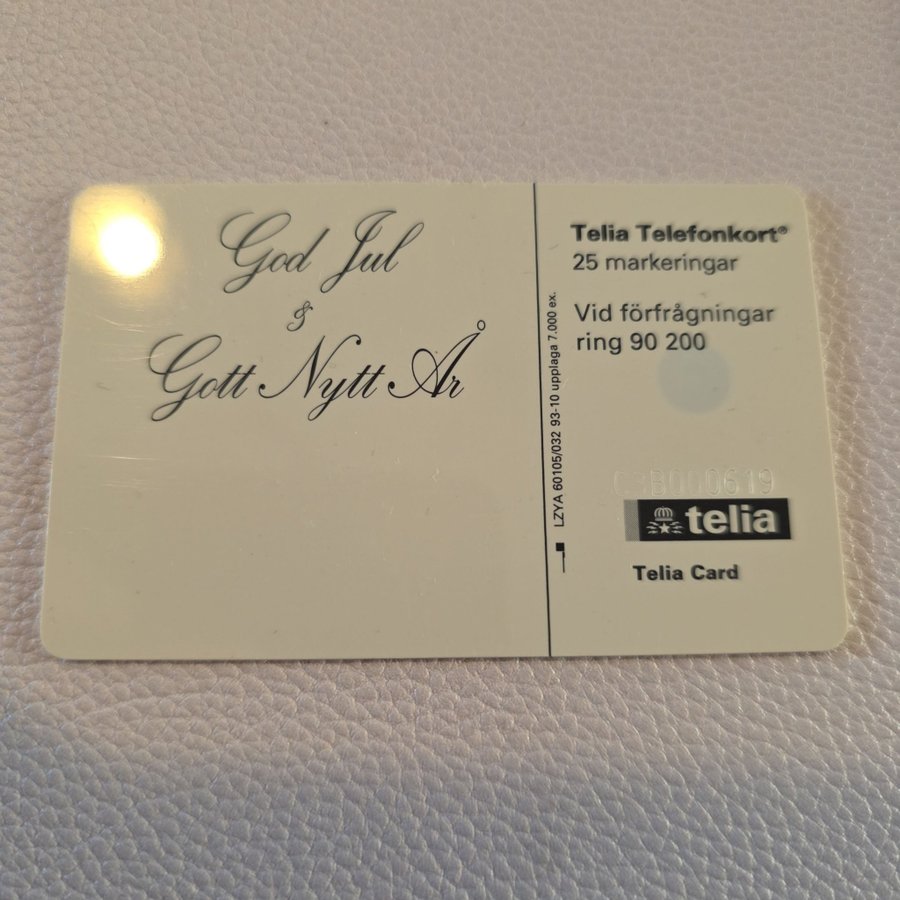 God Jul
&
Gott Nytt År
LZYA 60105/032 93-10 upplaga 7.000 ex.
Telia Telefonkort®
25 markeringar
Vid förfrågningar
ring 90 200
telia
Telia Card